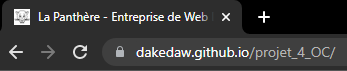 La Panthère - Entreprise de Web
dakedaw.github.io/projet_4_OC/